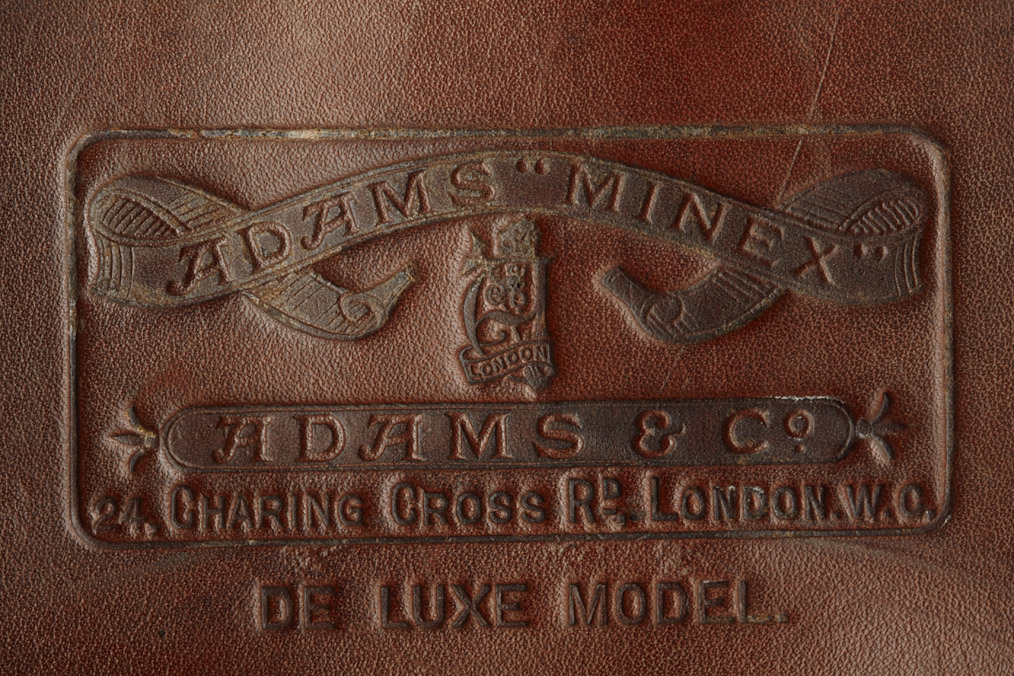 ADAMS “MINEX”
LONDON
ADAMS & Co
24, CHARING CROSS RD., LONDON. W.C.
DE LUXE MODEL.